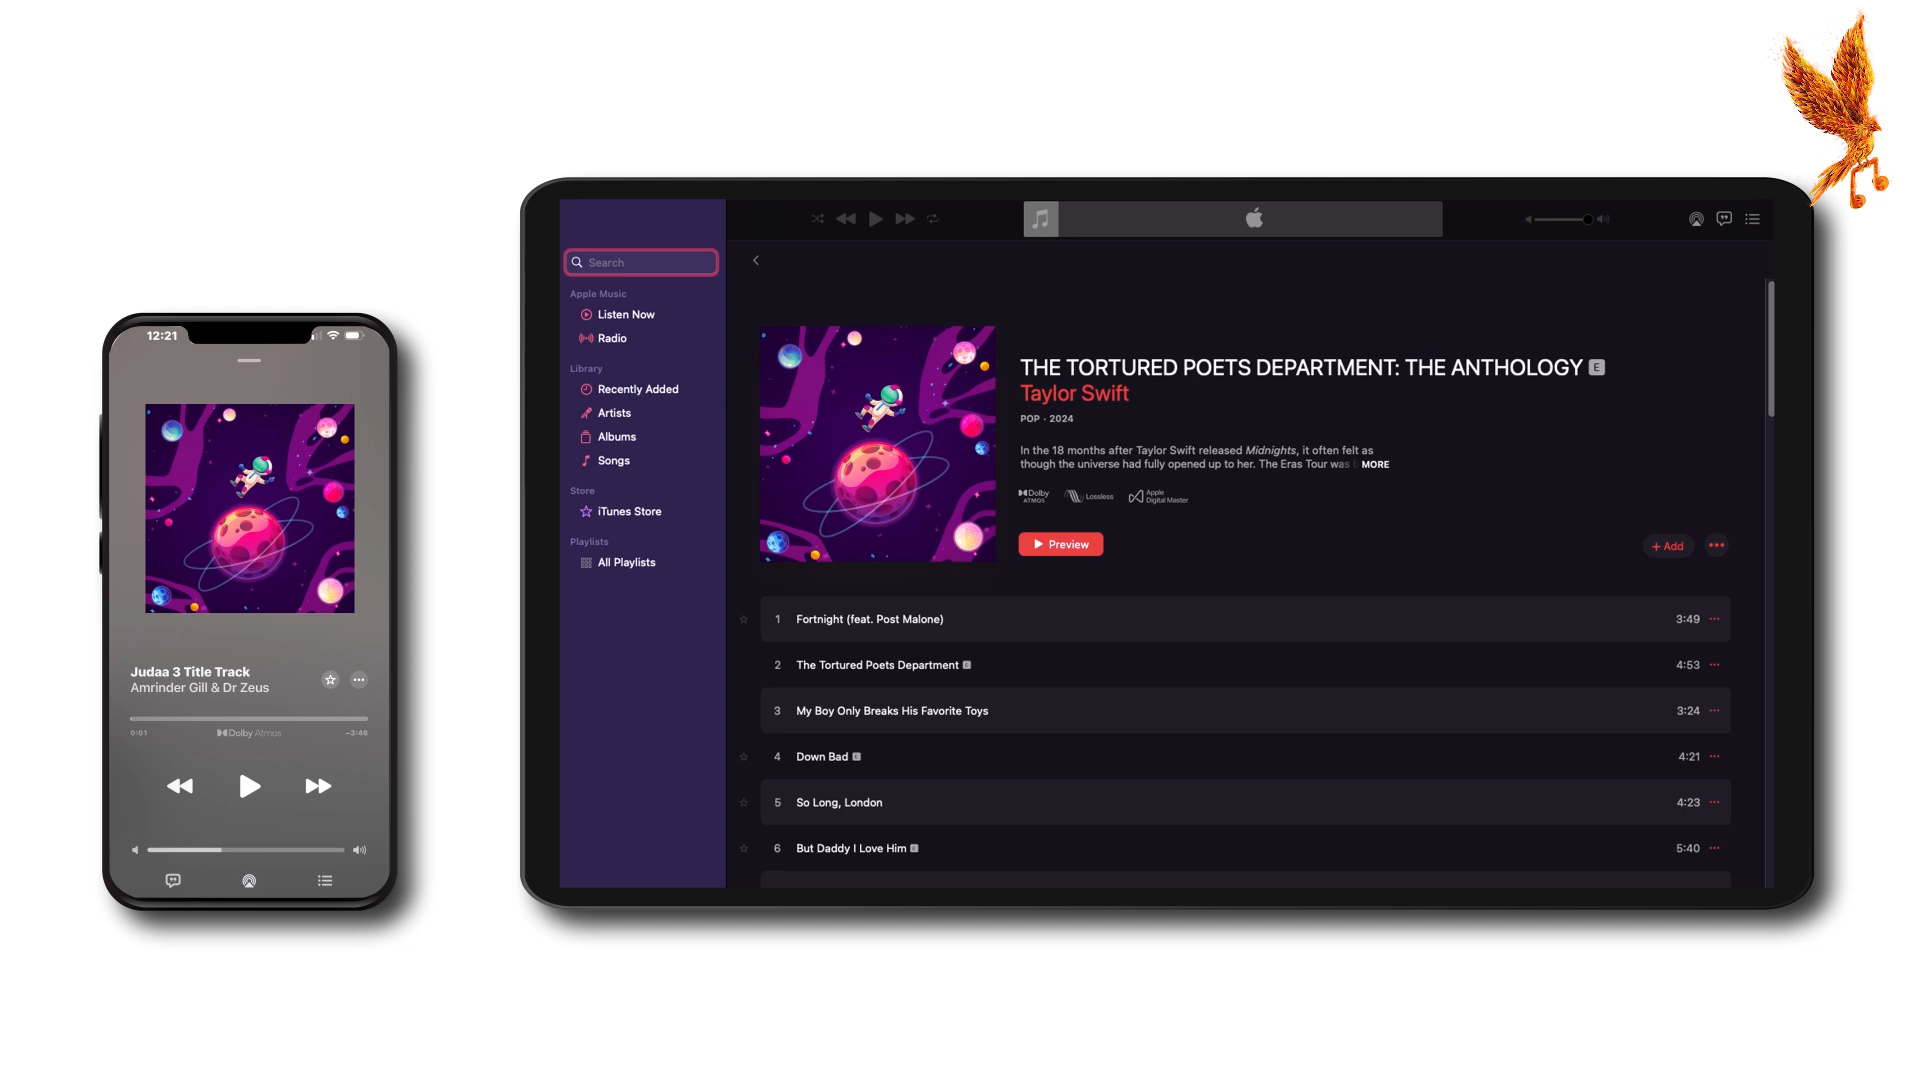 12:21
Judaa 3 Title Track
Amrinder Gill & Dr Zeus
0:01
Dolby Atmos
-3:46
Search
Apple Music
Listen Now
Radio
Library
Recently Added
Artists
Albums
Songs
Store
iTunes Store
Playlists
All Playlists
THE TORTURED POETS DEPARTMENT: THE ANTHOLOGY E
Taylor Swift
POP · 2024
In the 18 months after Taylor Swift released Midnights, it often felt as
though the universe had fully opened up to her. The Eras Tour was MORE
Dolby
ATMOS
Lossless
Apple
Digital Master
Preview
+ Add
1 Fortnight (feat. Post Malone) 3:49
2 The Tortured Poets Department E 4:53
3 My Boy Only Breaks His Favorite Toys 3:24
4 Down Bad E 4:21
5 So Long, London 4:23
6 But Daddy I Love Him E 5:40